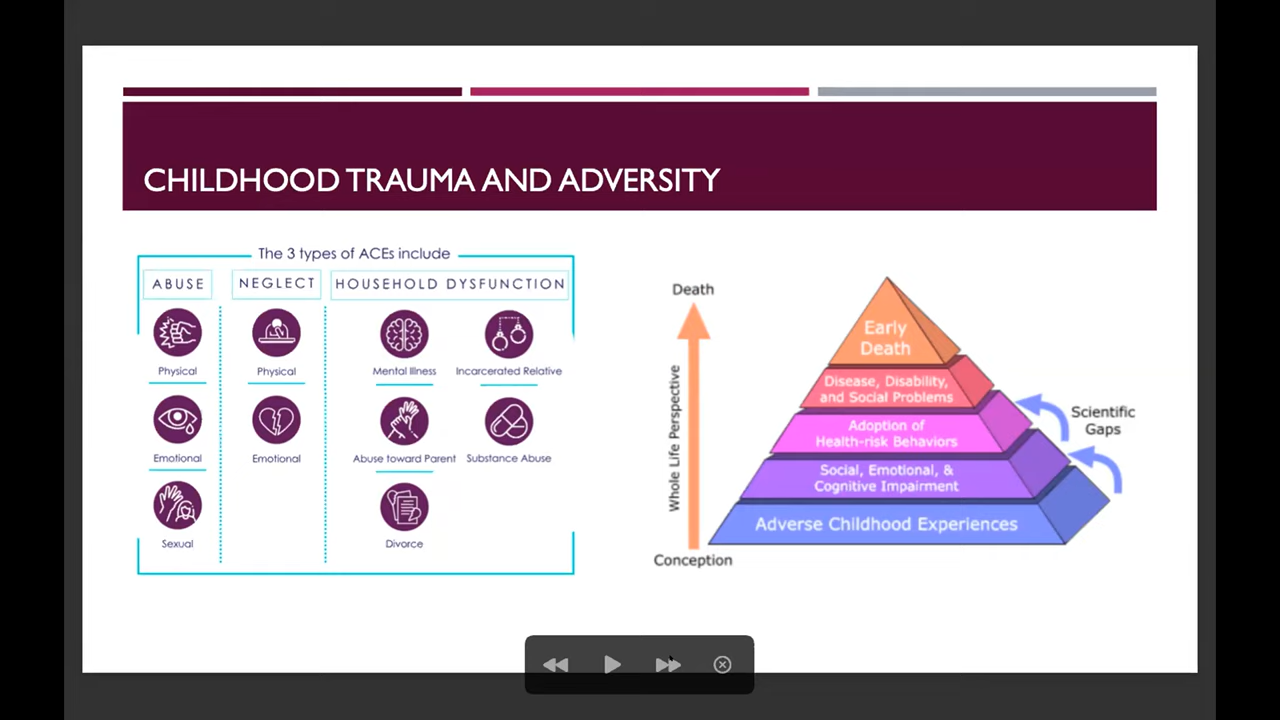 CHILDHOOD TRAUMA AND ADVERSITY
The 3 types of ACEs include
ABUSE
Physical
Emotional
Sexual
NEGLECT
Physical
Emotional
HOUSEHOLD DYSFUNCTION
Mental Illness
Incarcerated Relative
Abuse toward Parent
Substance Abuse
Divorce
Death
Whole Life Perspective
Conception
Early
Death
Disease, Disability,
and Social Problems
Adoption of
Health-risk Behaviors
Social, Emotional, &
Cognitive Impairment
Adverse Childhood Experiences
Scientific
Gaps